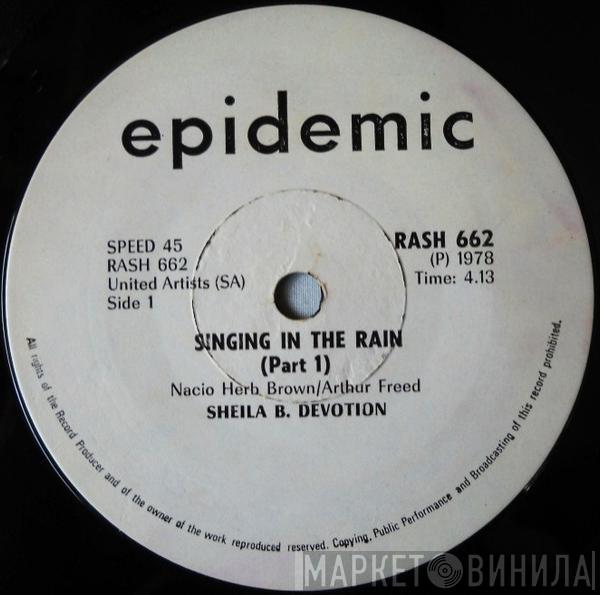 epidemic
SPEED 45
RASH 662
United Artists (SA)
Side 1
RASH 662
(P) 1978
Time: 4.13
SINGING IN THE RAIN
(Part 1)
Nacio Herb Brown/Arthur Freed
SHEILA B. DEVOTION
All rights of the Record Producer and of the owner of the work reproduced reserved. Copying, Public Performance and Broadcasting of this record prohibited.
МАРКЕТ ВИНИЛА